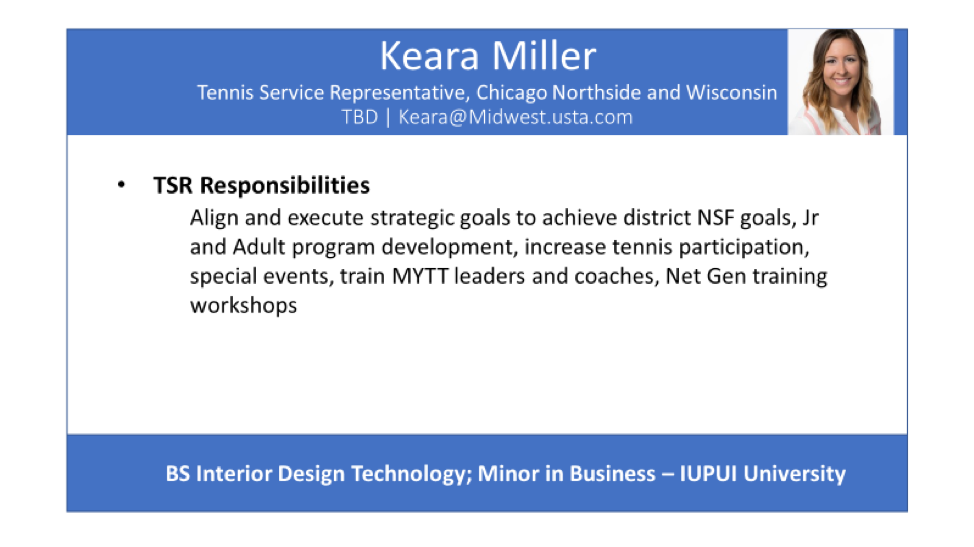 Keara Miller
Tennis Service Representative, Chicago Northside and Wisconsin
TBD | Keara@Midwest.usta.com
• TSR Responsibilities
Align and execute strategic goals to achieve district NSF goals, Jr
and Adult program development, increase tennis participation,
special events, train MYTT leaders and coaches, Net Gen training
workshops
BS Interior Design Technology; Minor in Business – IUPUI University